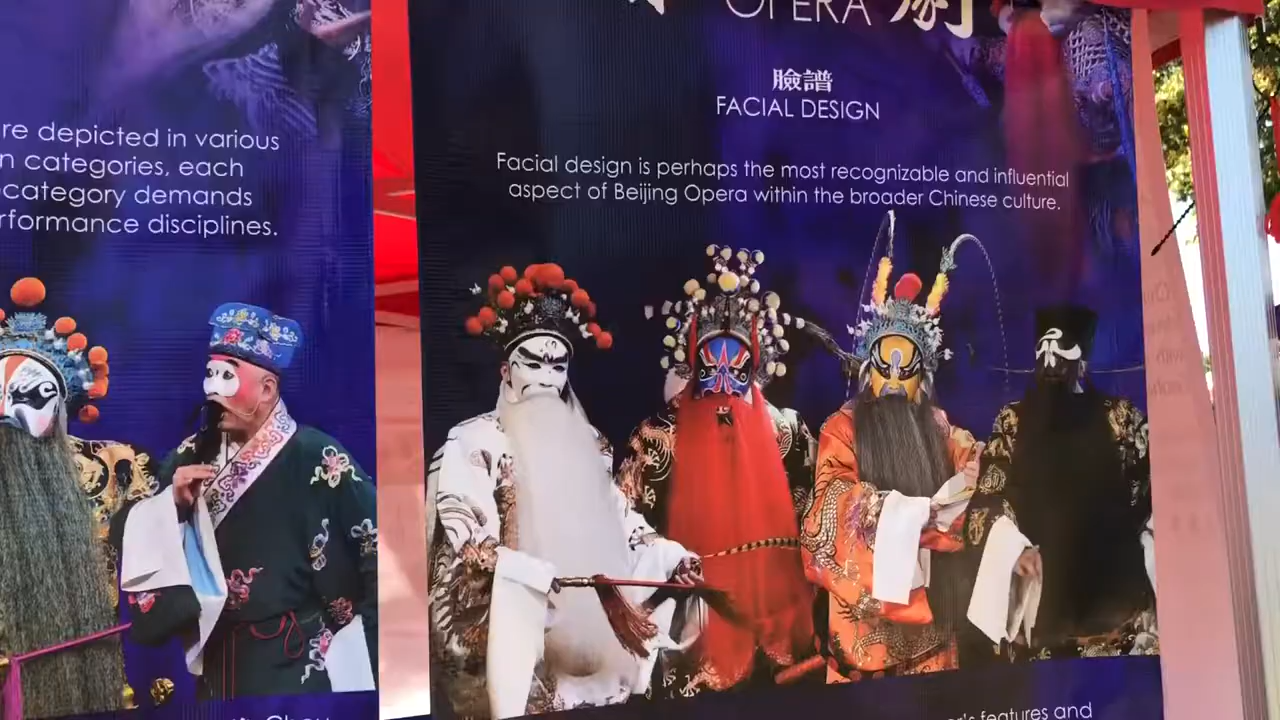 re depicted in various
n categories, each
category demands
rformance disciplines.
OPERA 劇
臉譜
FACIAL DESIGN
Facial design is perhaps the most recognizable and influential
aspect of Beijing Opera within the broader Chinese culture.
features and